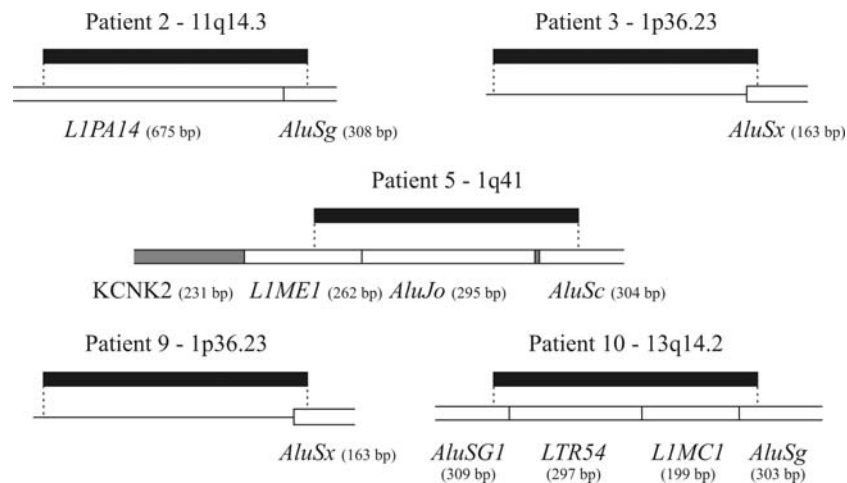 Patient 2 - 11q14.3
Patient 3 - 1p36.23
L1PA14 (675 bp) AluSg (308 bp)
AluSx (163 bp)
Patient 5 - 1q41
KCNK2 (231 bp) L1ME1 (262 bp) AluJo (295 bp) AluSc (304 bp)
Patient 9 - 1p36.23
Patient 10 - 13q14.2
AluSx (163 bp)
AluSG1 LTR54 L1MC1 AluSg
(309 bp) (297 bp) (199 bp) (303 bp)